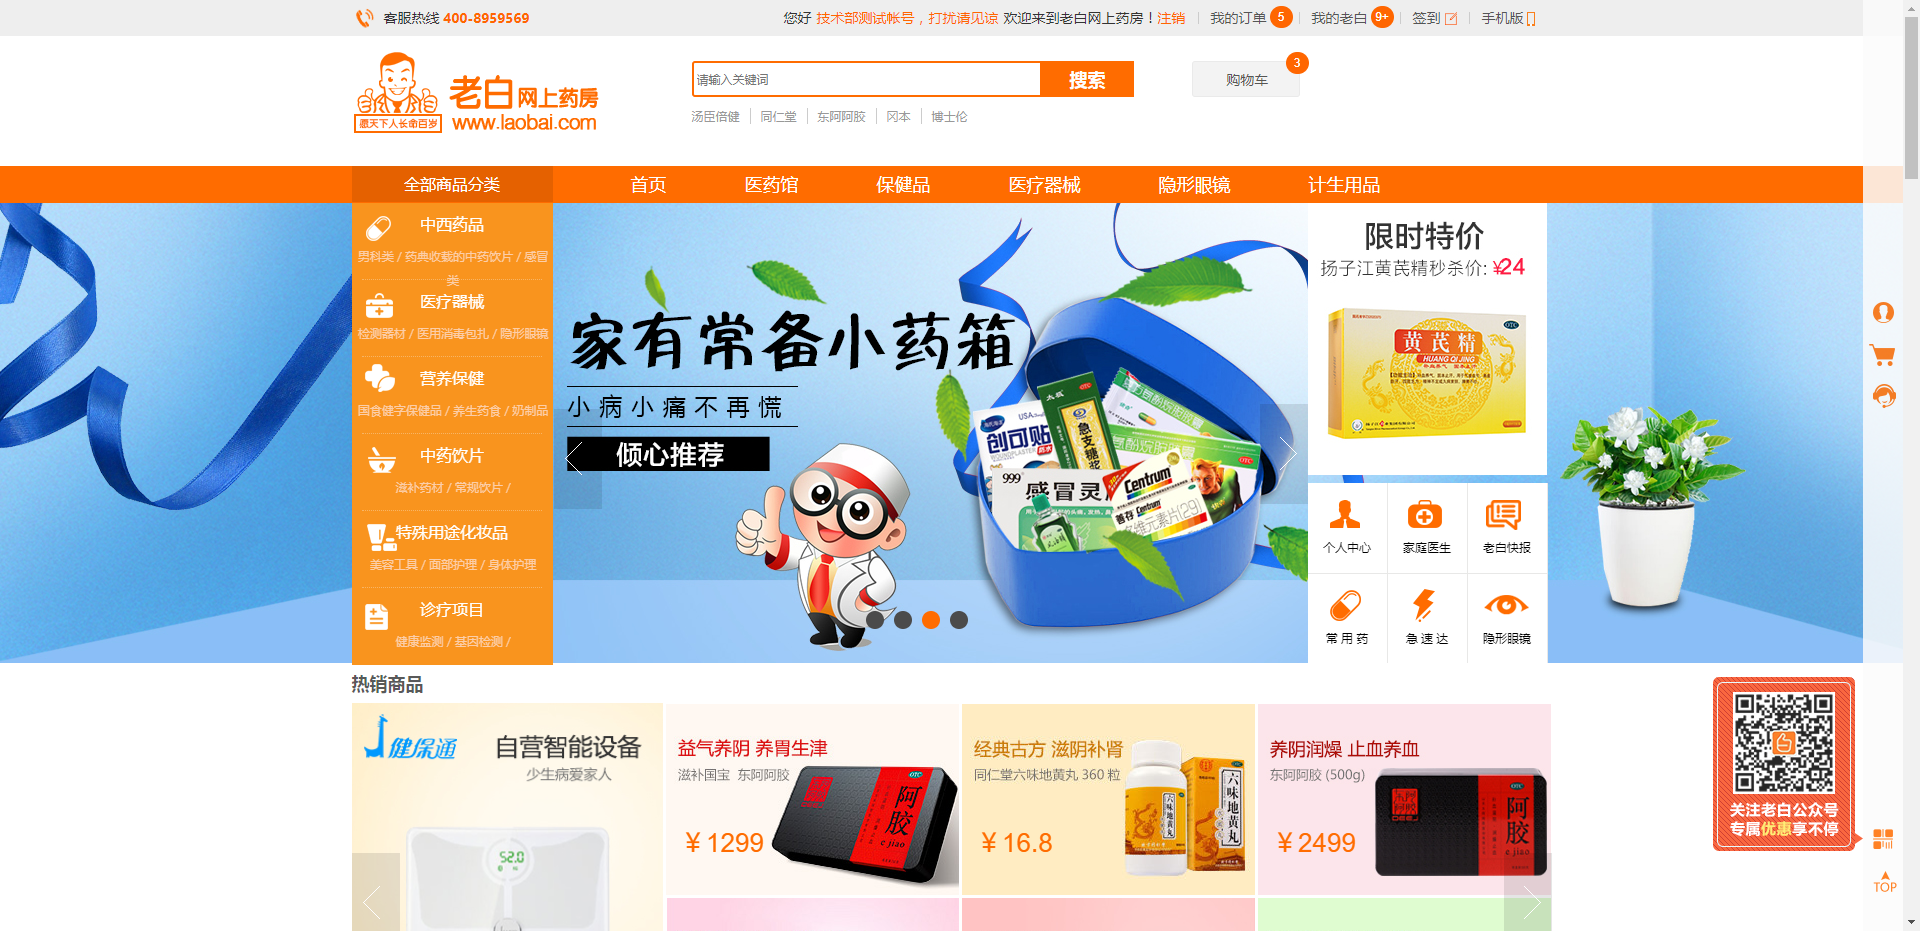 客服热线 400-8959569
您好 技术部测试帐号，打扰请见谅 欢迎来到老白网上药房！注销
我的订单 5
我的老白 9+
签到
手机版
愿天下人长命百岁
老白网上药房
www.laobai.com
请输入关键词
搜索
购物车 3
汤臣倍健 同仁堂 东阿阿胶 冈本 博士伦
全部商品分类 首页 医药馆 保健品 医疗器械 隐形眼镜 计生用品
中西药品
男科类 / 药典收载的中药饮片 / 感冒
类
医疗器械
检测器材 / 医用消毒包扎 / 隐形眼镜
营养保健
国食健字保健品 / 养生药食 / 奶制品
中药饮片
滋补药材 / 常规饮片 /
特殊用途化妆品
美容工具 / 面部护理 / 身体护理
诊疗项目
健康监测 / 基因检测 /
家有常备小药箱
小病小痛不再慌
倾心推荐
创可贴
急支糖浆
999
感冒灵
Centrum
善存 Centrum
限时特价
扬子江黄芪精秒杀价: ¥24
OTC
黄芪精
HUANG QI JING
个人中心 家庭医生 老白快报
常用药 急速达 隐形眼镜
热销商品
健保通
自营智能设备
少生病爱家人
52.0
益气养阴 养胃生津
滋补国宝 东阿阿胶
¥ 1299
OTC
阿胶
e jiao
经典古方 滋阴补肾
同仁堂六味地黄丸 360 粒
¥ 16.8
六味地黄丸
六味地黄丸
养阴润燥 止血养血
东阿阿胶 (500g)
¥ 2499
OTC
阿胶
e jiao
关注老白公众号
专属优惠享不停
TOP